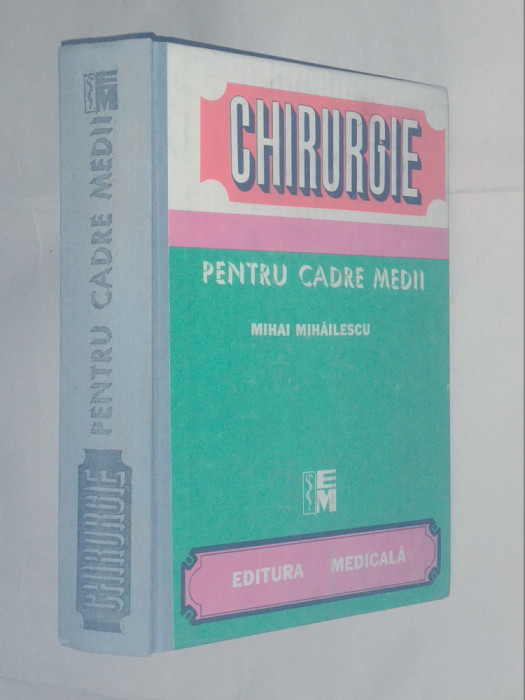 CHIRURGIE
PENTRU CADRE MEDII
MIHAI MIHĂILESCU
EM
EDITURA MEDICALĂ
CHIRURGIE PENTRU CADRE MEDII EM